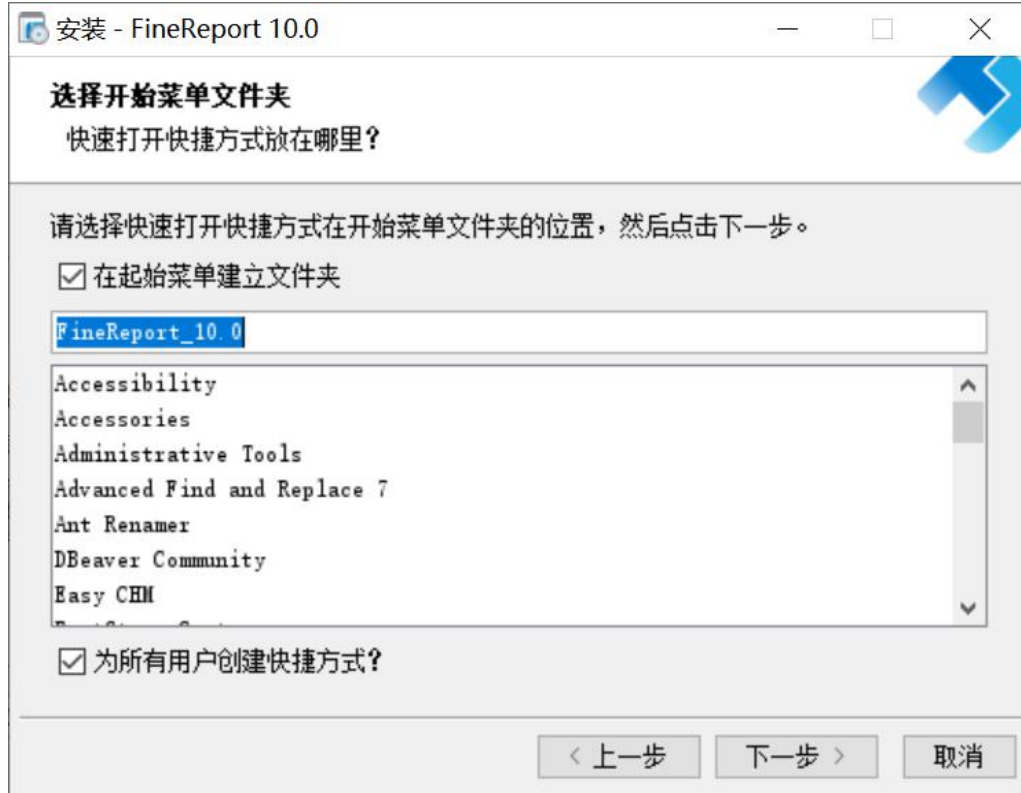 安装 - FineReport 10.0
选择开始菜单文件夹
快速打开快捷方式放在哪里?
请选择快速打开快捷方式在开始菜单文件夹的位置，然后点击下一步。
在起始菜单建立文件夹
FineReport_10.0
Accessibility
Accessories
Administrative Tools
Advanced Find and Replace 7
Ant Renamer
DBeaver Community
Easy CHM
为所有用户创建快捷方式?
< 上一步 下一步 > 取消